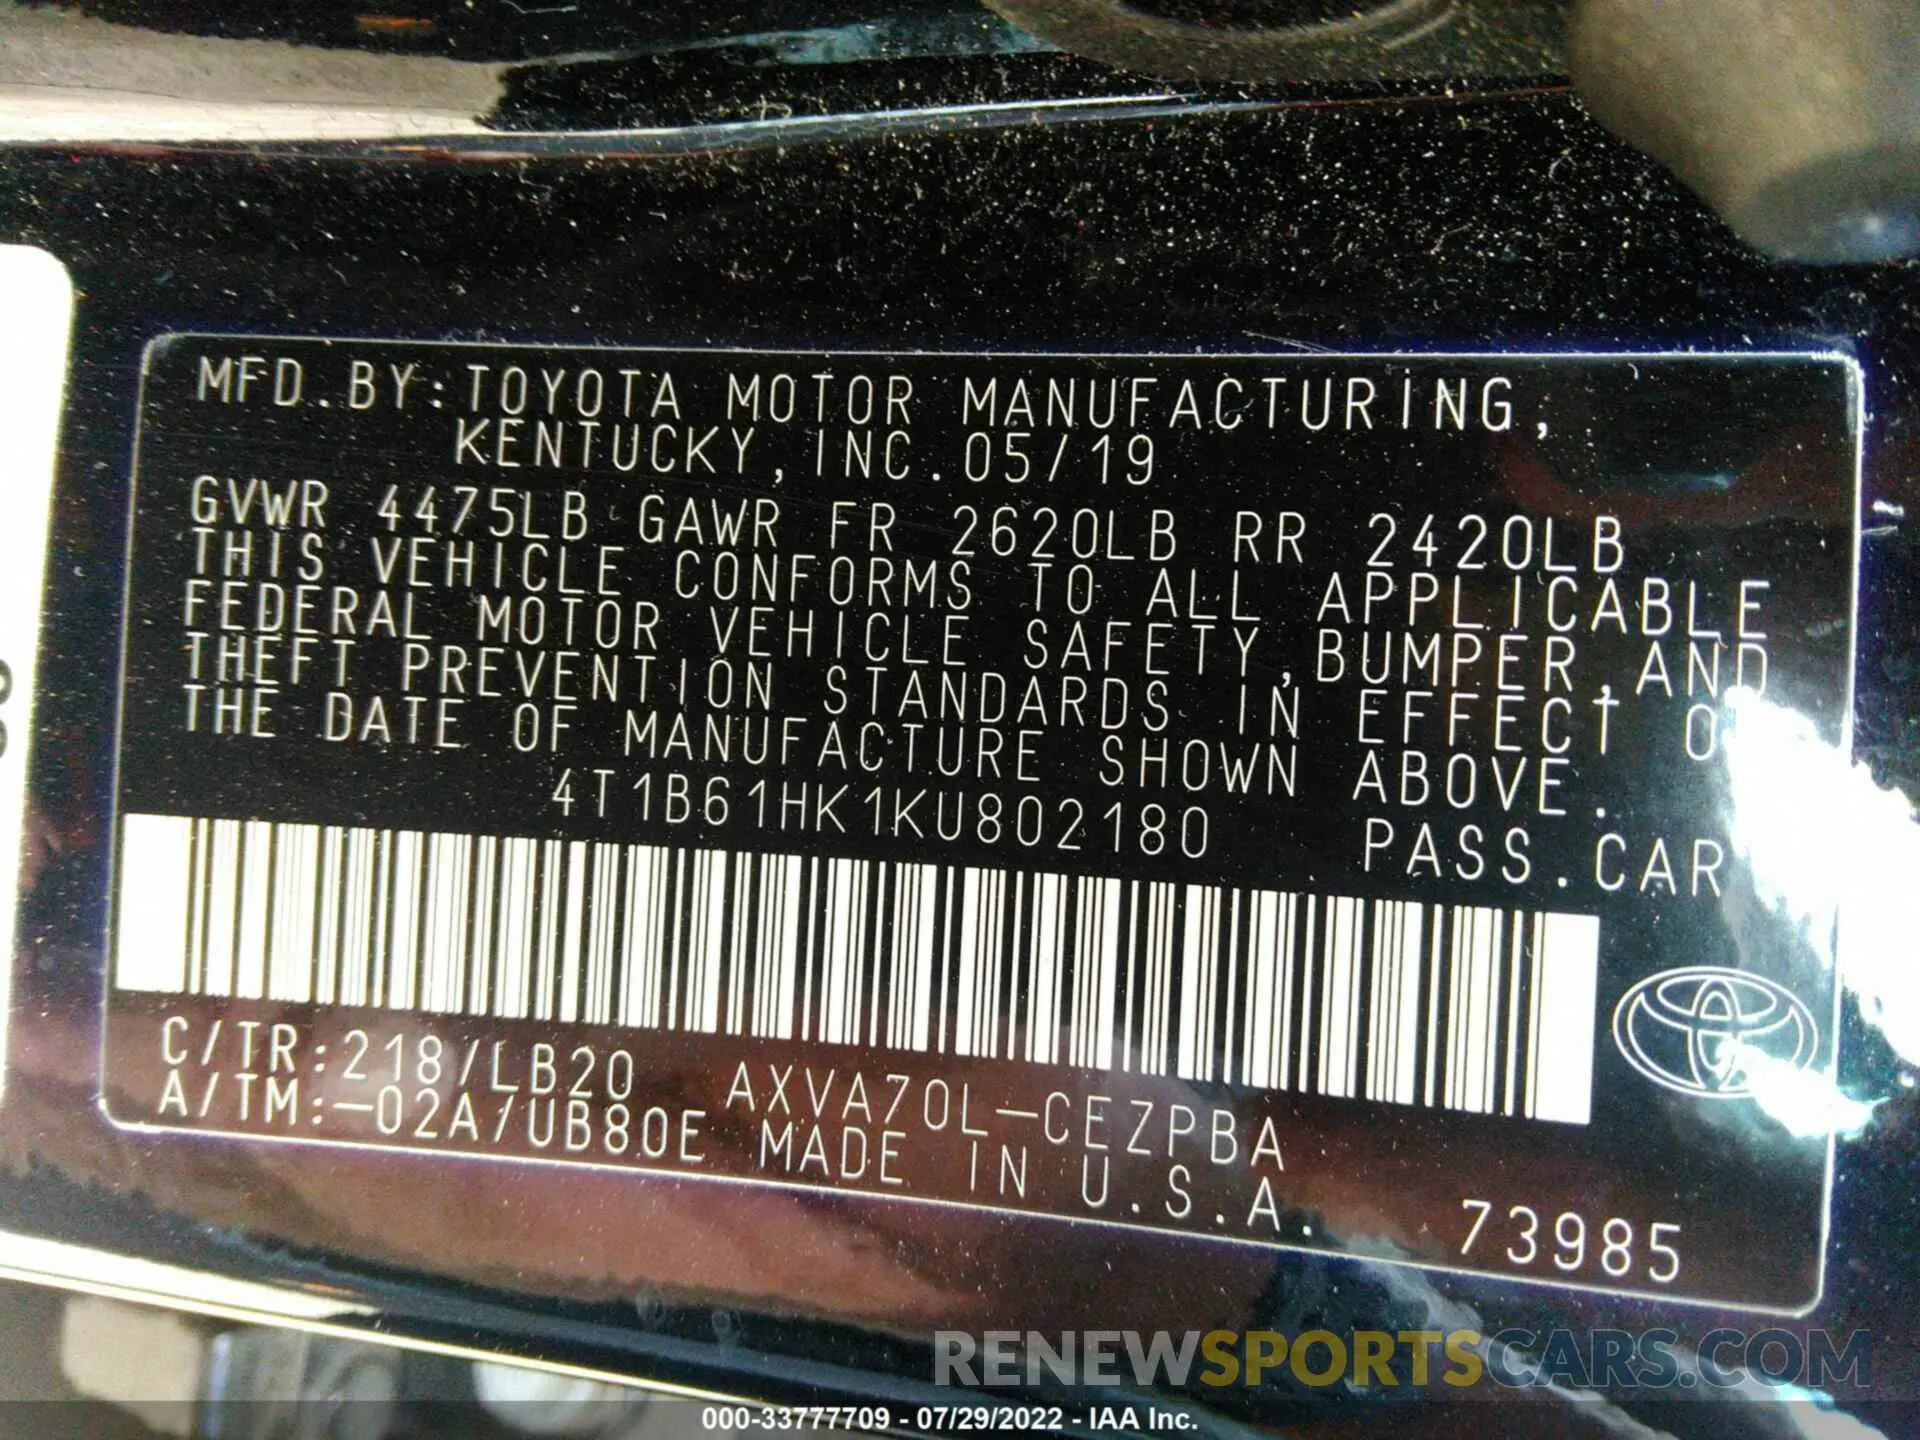 MFD.BY:TOYOTA MOTOR MANUFACTURING,
KENTUCKY,INC.05/19
GVWR 4475LB GAWR FR 2620LB RR 2420LB
THIS VEHICLE CONFORMS TO ALL APPLICABLE
FEDERAL MOTOR VEHICLE SAFETY,BUMPER,AND
THEFT PREVENTION STANDARDS IN EFFECT
THE DATE OF MANUFACTURE SHOWN ABOVE.
4T1B61HK1KU802180 PASS.CAR
C/TR:218/LB20 AXVA70L-CEZPBA
A/TM:-02A/UB80E MADE IN U.S.A.
73985
RENEWSPORTSCARS.COM
000-33777709 - 07/29/2022 - IAA Inc.